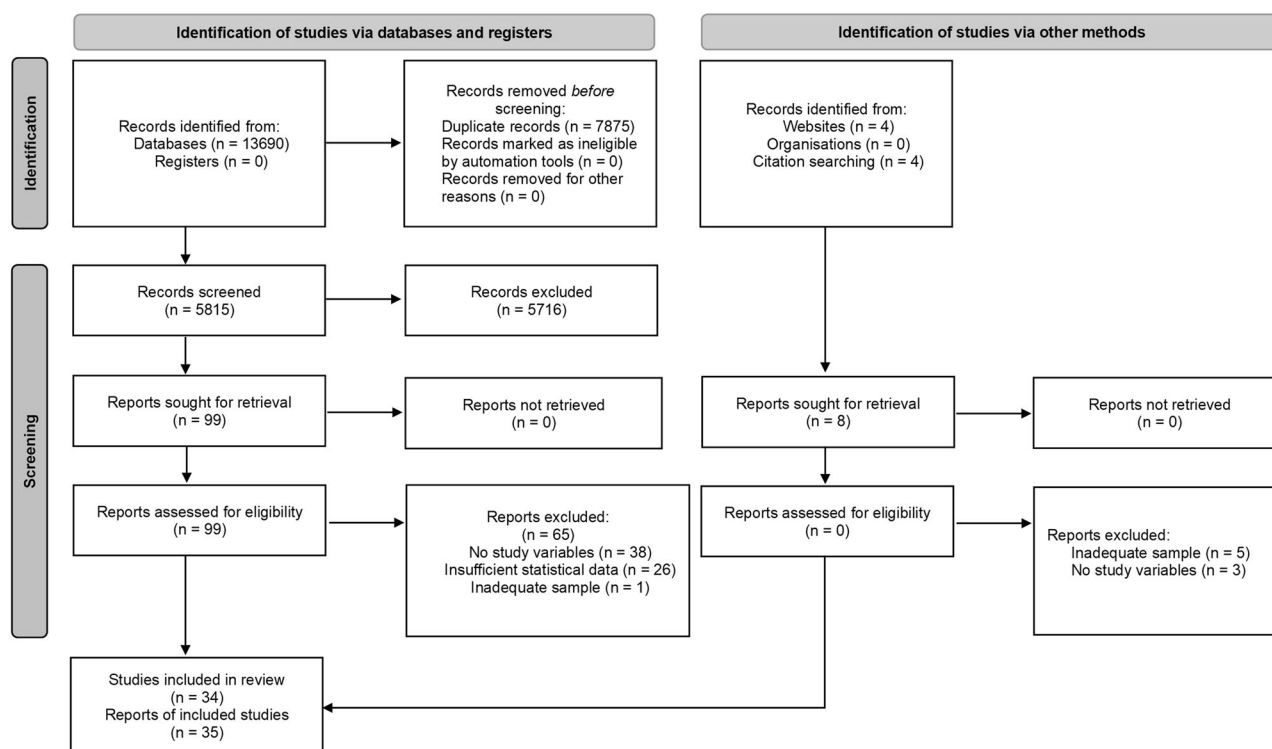 Identification of studies via databases and registers
Identification of studies via other methods
Identification
Records identified from:
Databases (n = 13690)
Registers (n = 0)
Records removed before
screening:
Duplicate records (n = 7875)
Records marked as ineligible
by automation tools (n = 0)
Records removed for other
reasons (n = 0)
Records identified from:
Websites (n = 4)
Organisations (n = 0)
Citation searching (n = 4)
Screening
Records screened
(n = 5815)
Records excluded
(n = 5716)
Reports sought for retrieval
(n = 99)
Reports not retrieved
(n = 0)
Reports sought for retrieval
(n = 8)
Reports not retrieved
(n = 0)
Reports assessed for eligibility
(n = 99)
Reports excluded:
(n = 65)
No study variables (n = 38)
Insufficient statistical data (n = 26)
Inadequate sample (n = 1)
Reports assessed for eligibility
(n = 0)
Reports excluded:
Inadequate sample (n = 5)
No study variables (n = 3)
Studies included in review
(n = 34)
Reports of included studies
(n = 35)